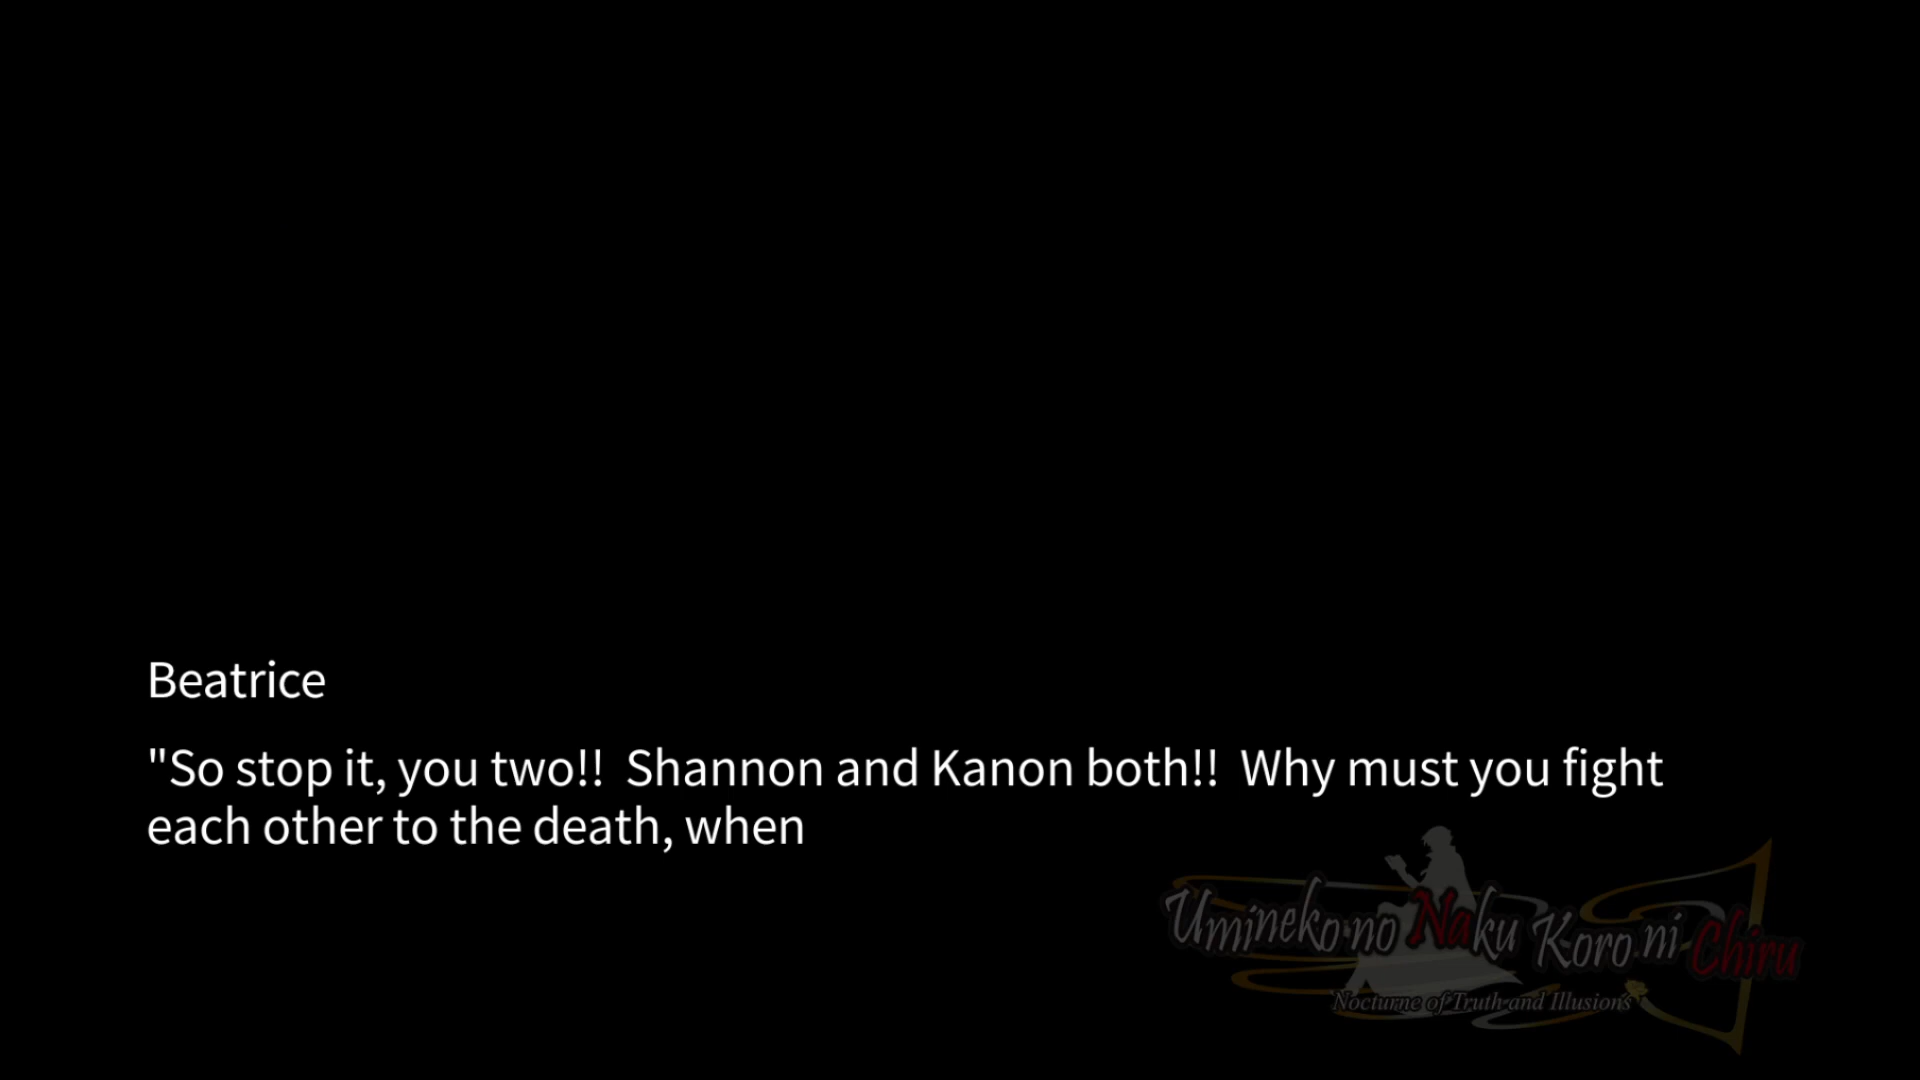 Beatrice
"So stop it, you two!!  Shannon and Kanon both!!  Why must you fight
each other to the death, when
Umineko no Naku Koro ni Chiru
Nocturne of Truth and Illusions